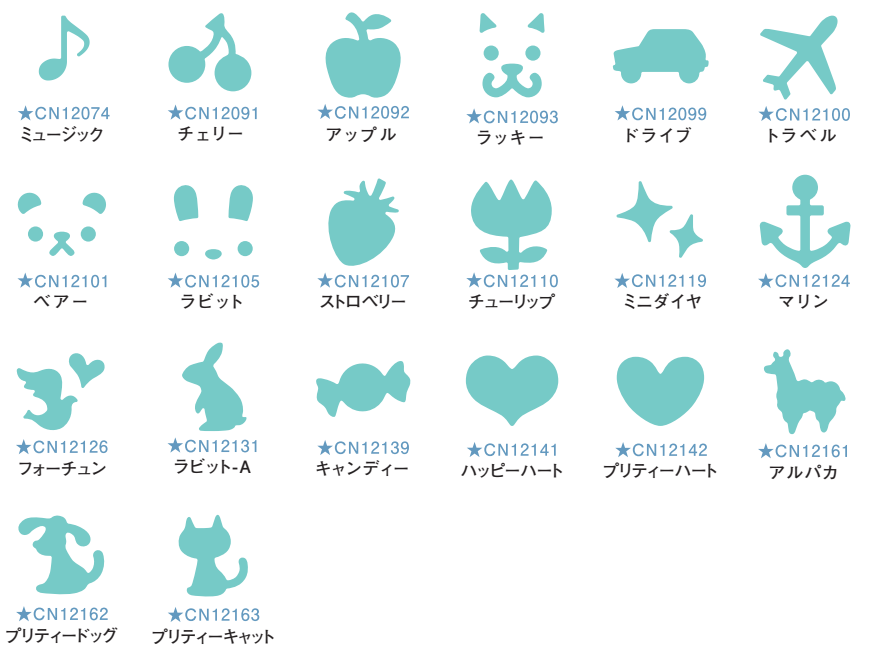 ★CN12074 ★CN12091 ★CN12092 ★CN12093 ★CN12099 ★CN12100
ミュージック チェリー アップル ラッキー ドライブ トラベル
★CN12101 ★CN12105 ★CN12107 ★CN12110 ★CN12119 ★CN12124
ベアー ラビット ストロベリー チューリップ ミニダイヤ マリン
★CN12126 ★CN12131 ★CN12139 ★CN12141 ★CN12142 ★CN12161
フォーチュン ラビット-A キャンディー ハッピーハート プリティーハート アルパカ
★CN12162 ★CN12163
プリティードッグ プリティーキャット